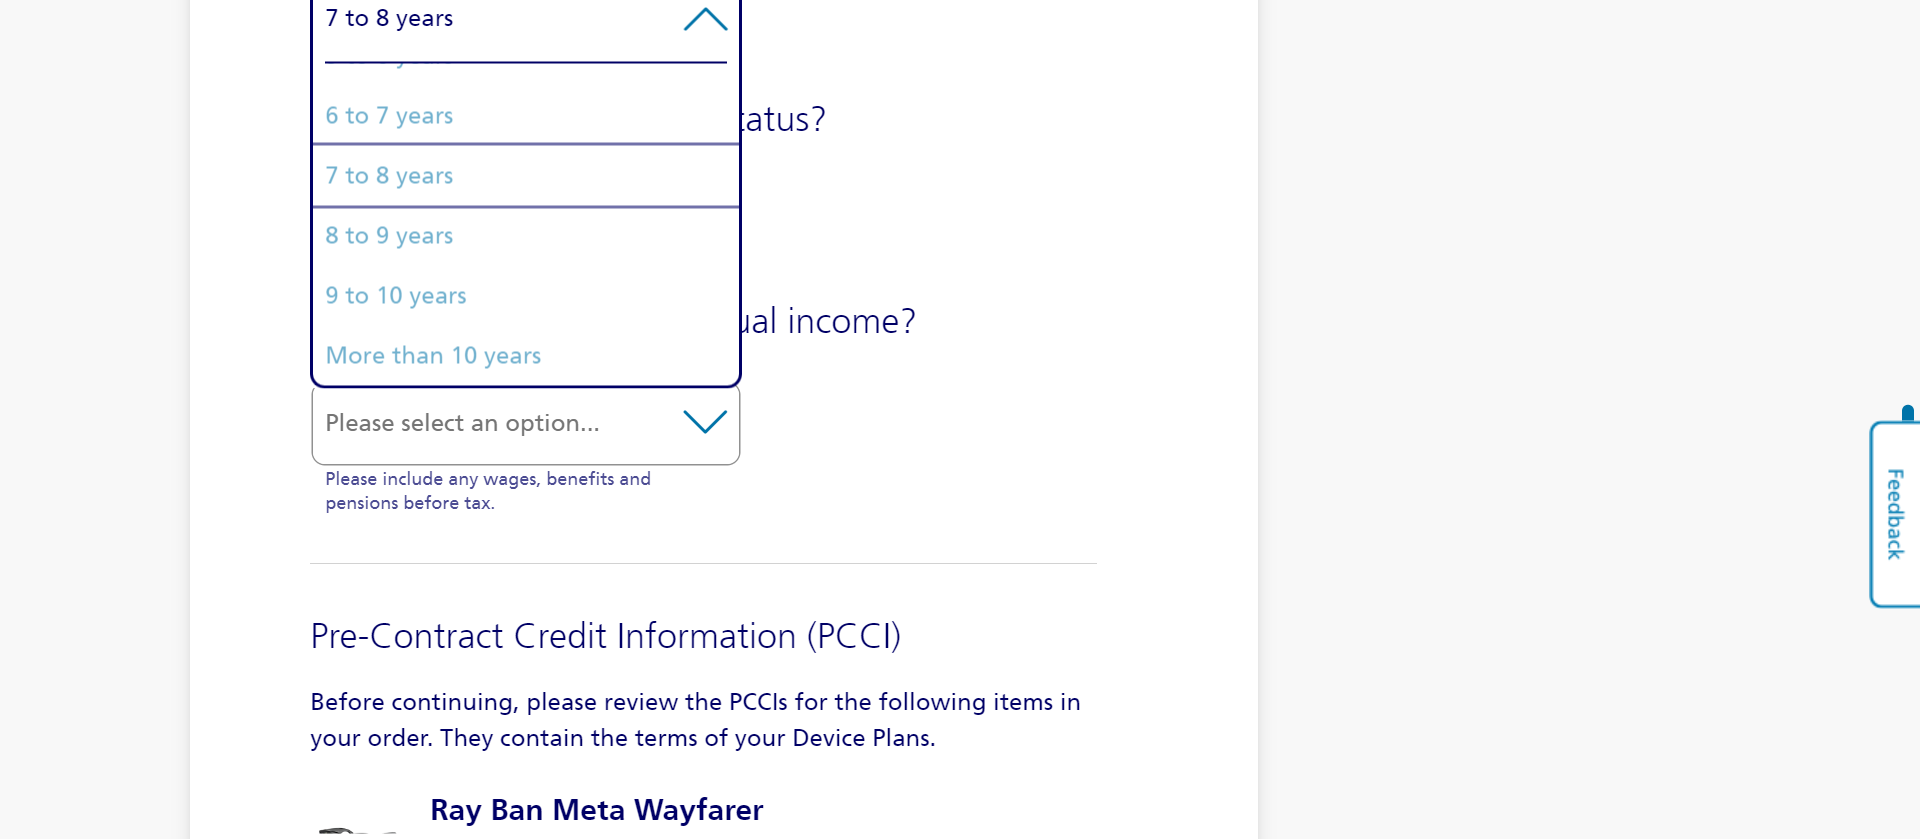 7 to 8 years
6 to 7 years
tatus?
7 to 8 years
8 to 9 years
9 to 10 years
ual income?
More than 10 years
Please select an option...
Please include any wages, benefits and
pensions before tax.
Feedback
Pre-Contract Credit Information (PCCI)
Before continuing, please review the PCCIs for the following items in
your order. They contain the terms of your Device Plans.
Ray Ban Meta Wayfarer